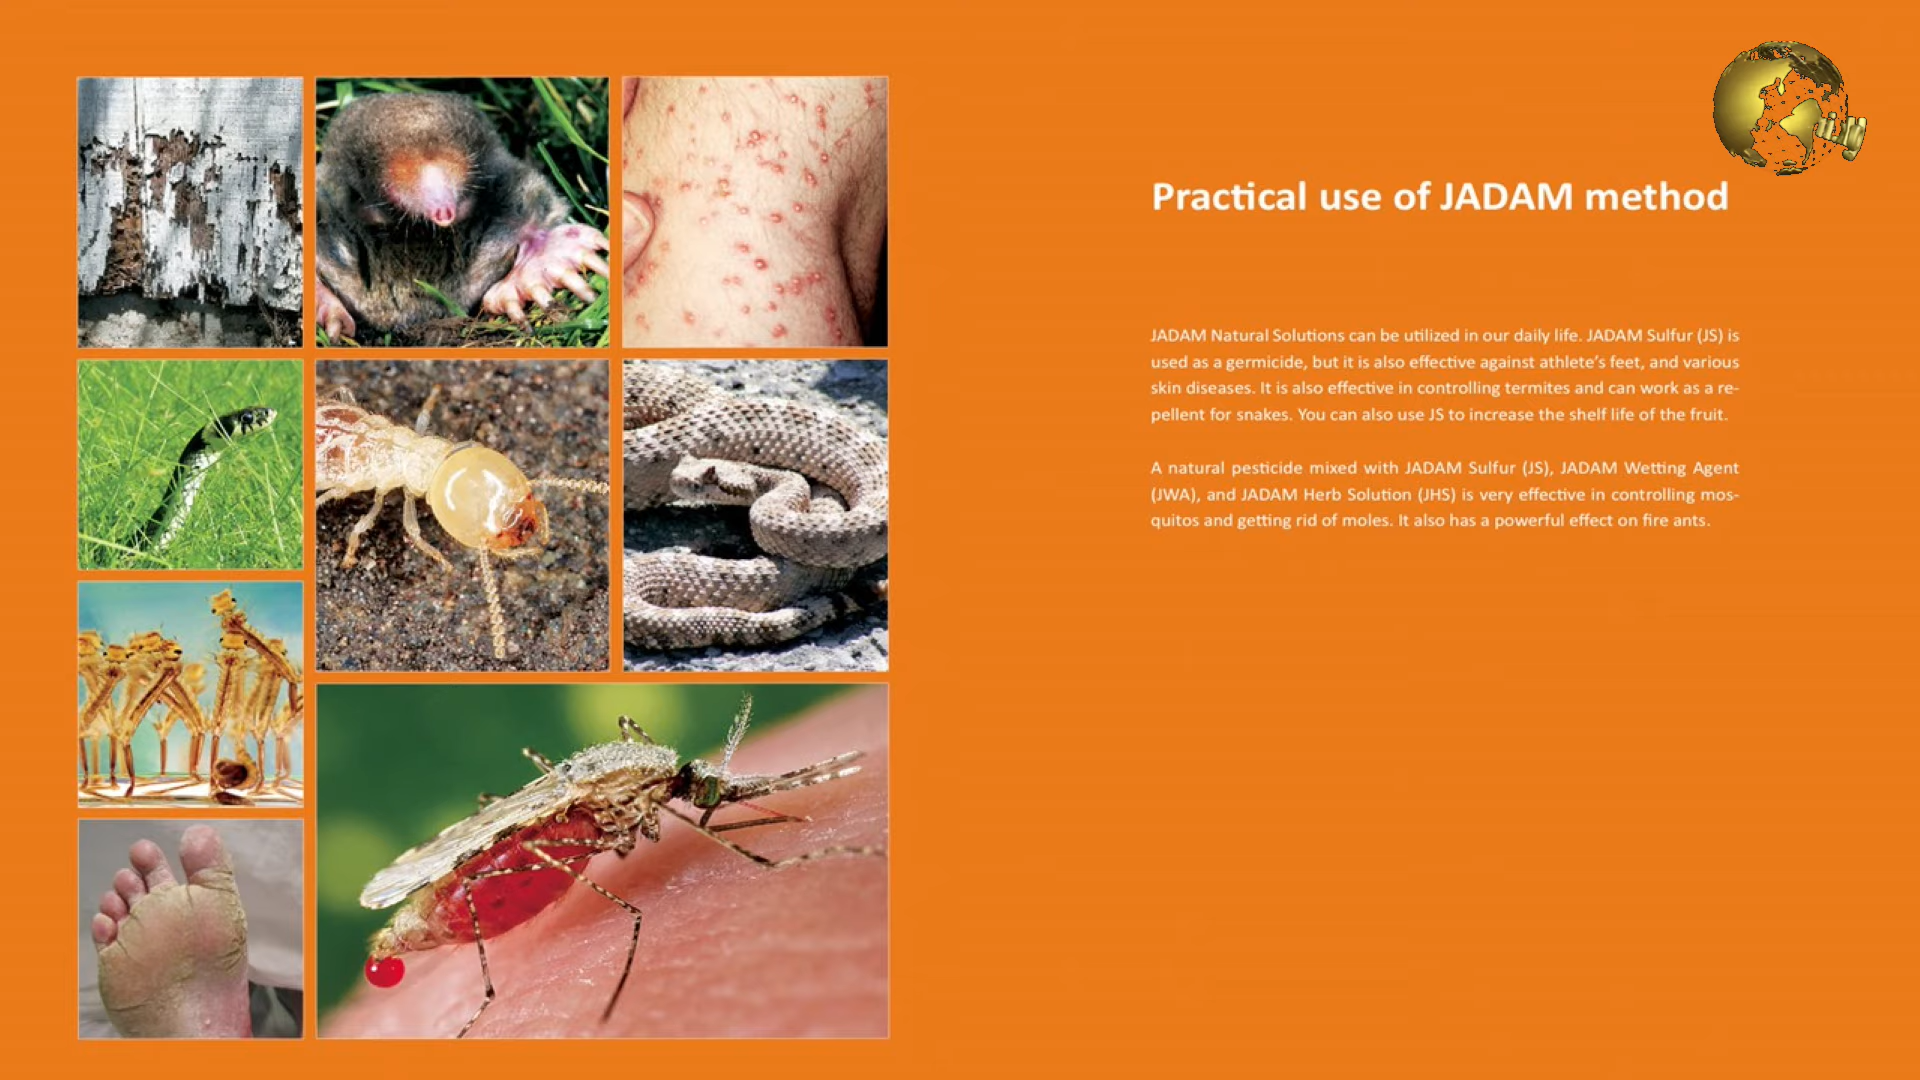 Practical use of JADAM method
JADAM Natural Solutions can be utilized in our daily life. JADAM Sulfur (JS) is
used as a germicide, but it is also effective against athlete's feet, and various
skin diseases. It is also effective in controlling termites and can work as a re-
pellent for snakes. You can also use JS to increase the shelf life of the fruit.
A natural pesticide mixed with JADAM Sulfur (JS), JADAM Wetting Agent
(JWA), and JADAM Herb Solution (JHS) is very effective in controlling mos-
quitos and getting rid of moles. It also has a powerful effect on fire ants.